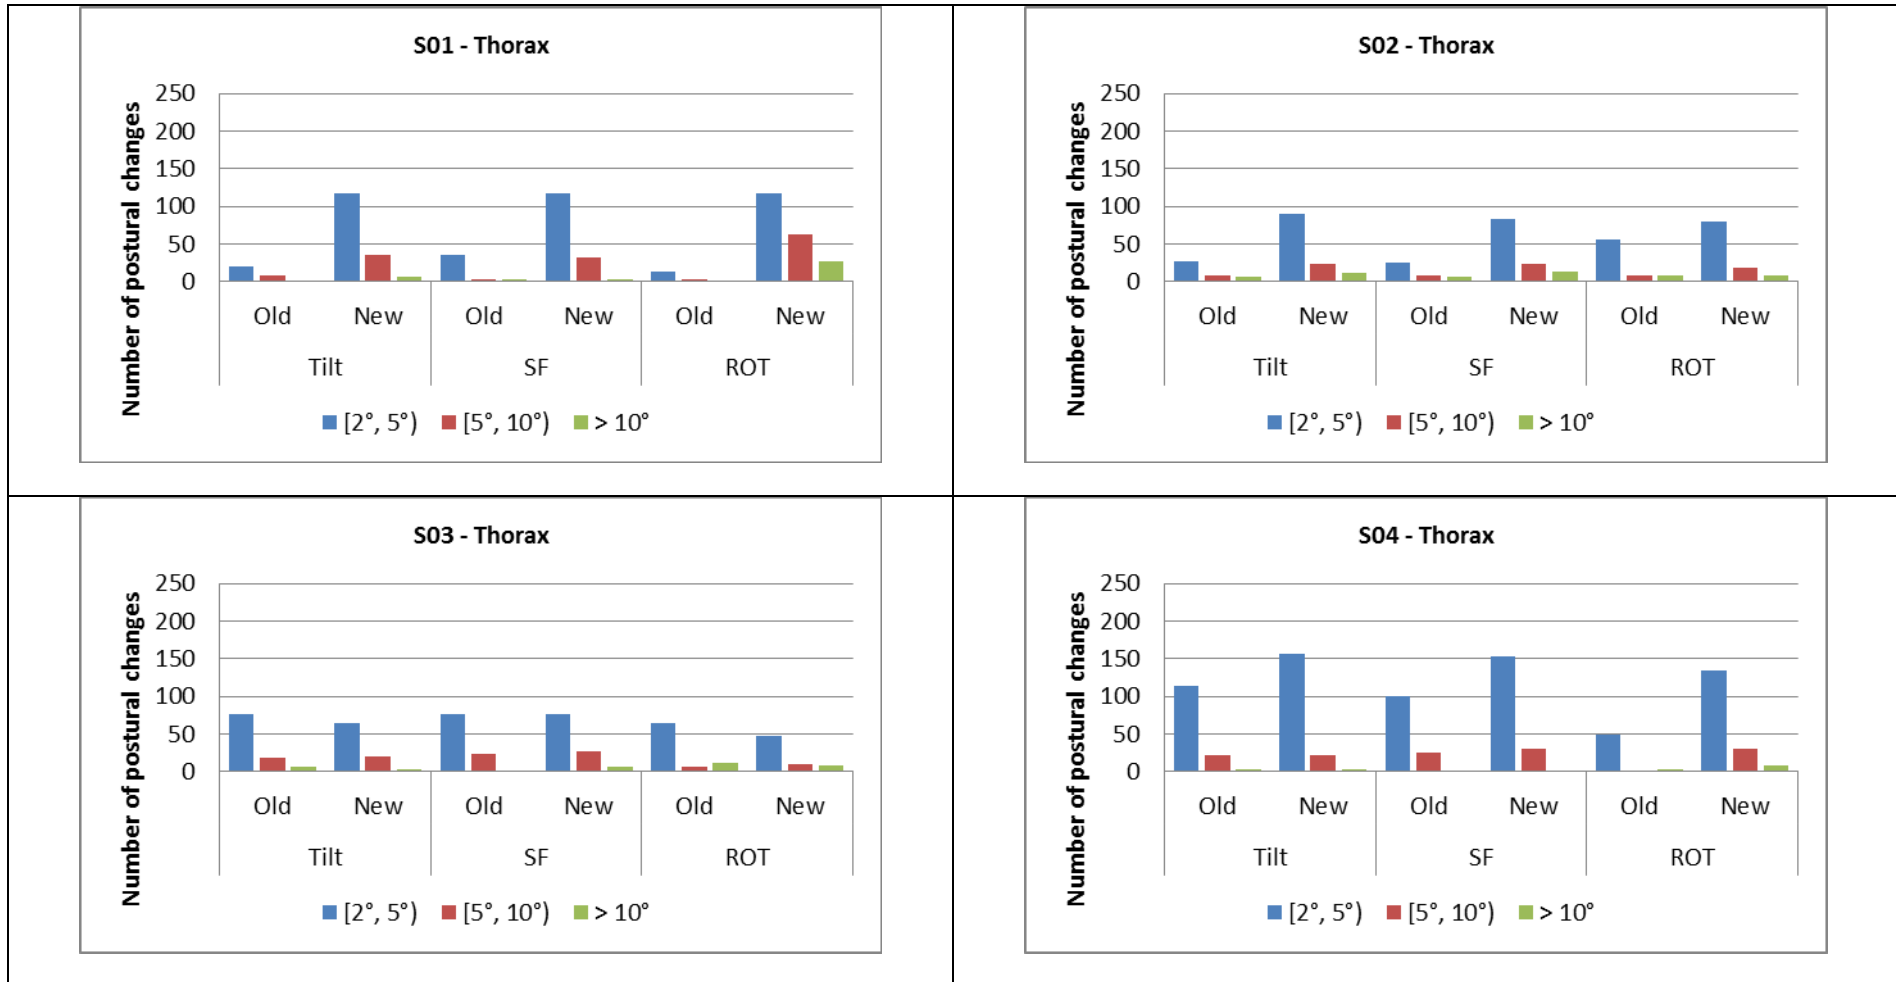 S01 - Thorax
Number of postural changes
250
200
150
100
50
0
Old New Old New Old New
Tilt SF ROT
[2°, 5°) [5°, 10°) > 10°
S02 - Thorax
Number of postural changes
250
200
150
100
50
0
Old New Old New Old New
Tilt SF ROT
[2°, 5°) [5°, 10°) > 10°
S03 - Thorax
Number of postural changes
250
200
150
100
50
0
Old New Old New Old New
Tilt SF ROT
[2°, 5°) [5°, 10°) > 10°
S04 - Thorax
Number of postural changes
250
200
150
100
50
0
Old New Old New Old New
Tilt SF ROT
[2°, 5°) [5°, 10°) > 10°